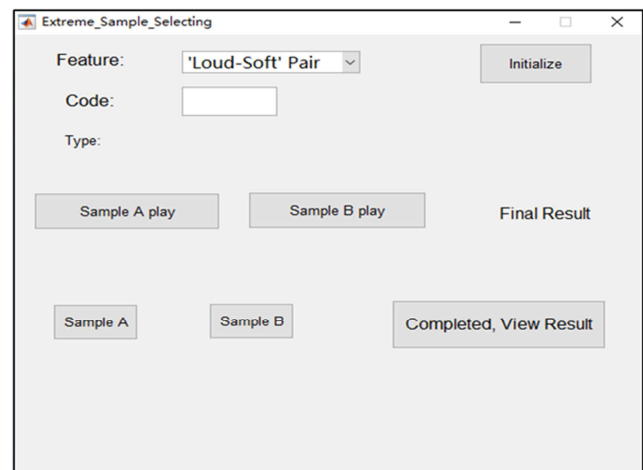 Extreme_Sample_Selecting
Feature: 'Loud-Soft' Pair Initialize
Code:
Type:
Sample A play Sample B play Final Result
Sample A Sample B Completed, View Result